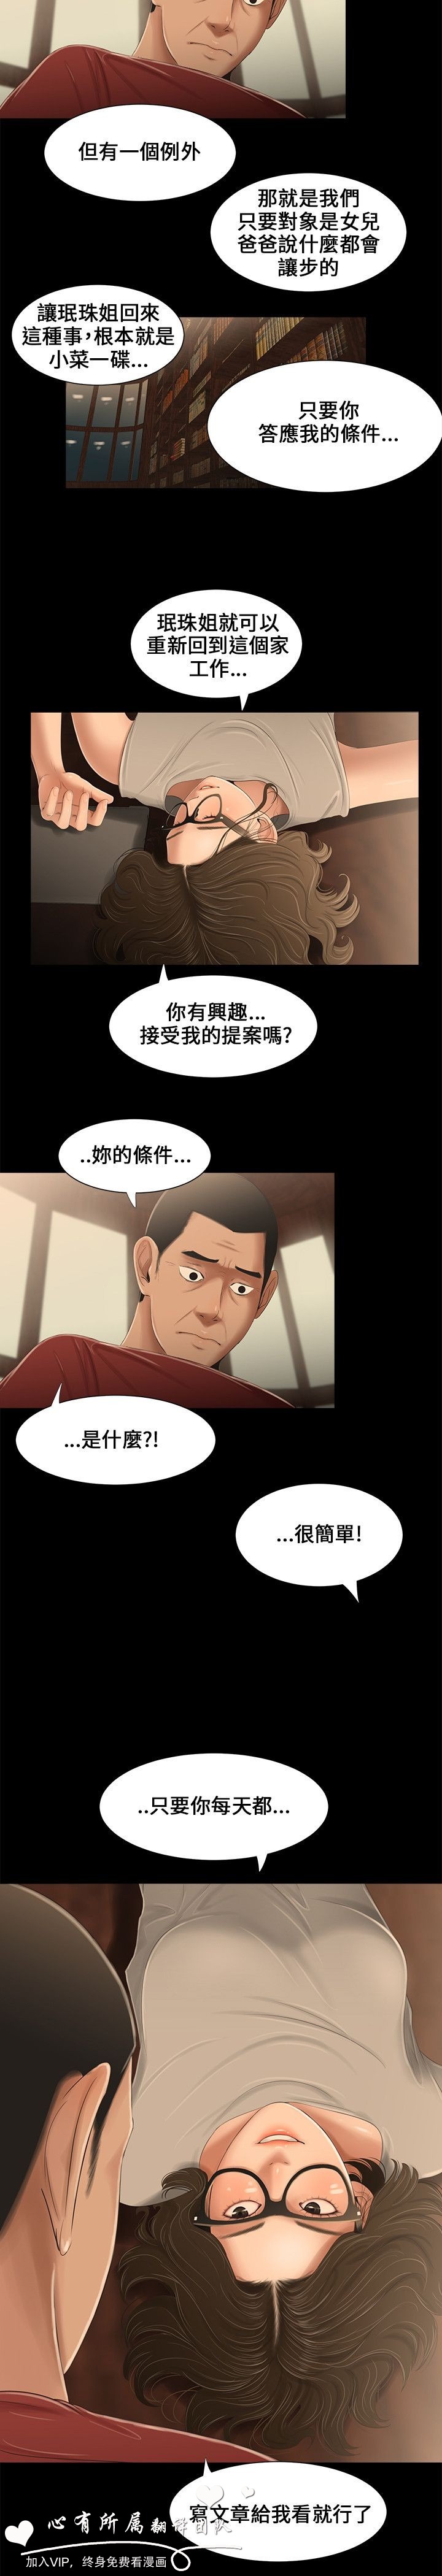 但有一個例外
那就是我們
只要對象是女兒
爸爸說什麼都會
讓步的
讓珉珠姐回來
這種事，根本就是
小菜一碟...
只要你
答應我的條件...
珉珠姐就可以
重新回到這個家
工作...
你有興趣...
接受我的提案嗎?
..妳的條件...
...是什麼?!
...很簡單!
..只要你每天都...
寫文章給我看就行了
心有所属翻译团队
加入VIP，终身免费看漫画